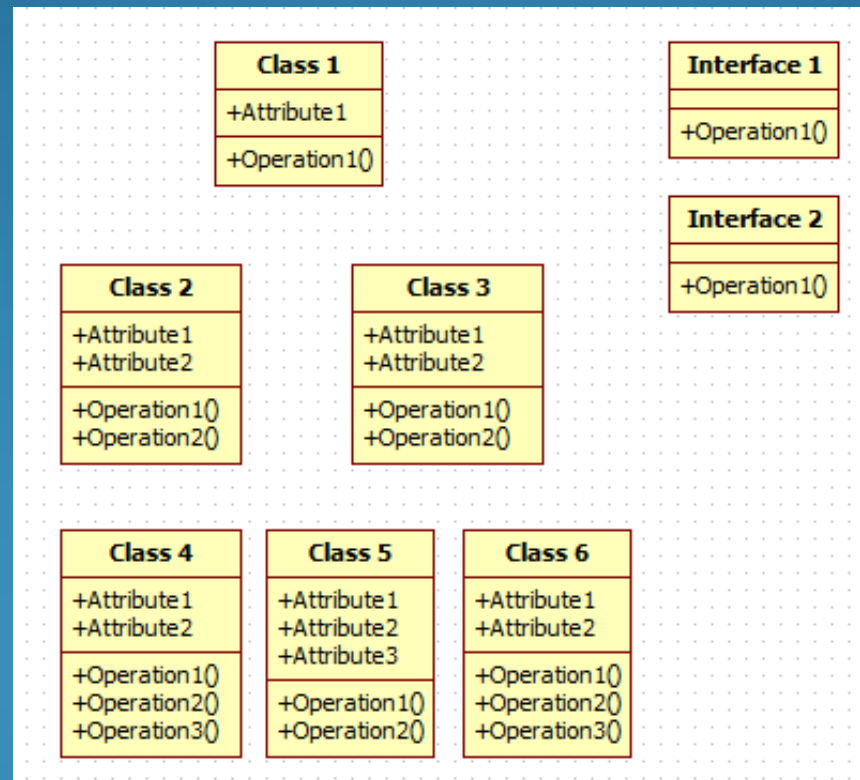 Class 1
+Attribute1
+Operation1()
Interface 1
+Operation1()
Interface 2
+Operation1()
Class 2
+Attribute1
+Attribute2
+Operation1()
+Operation2()
Class 3
+Attribute1
+Attribute2
+Operation1()
+Operation2()
Class 4
+Attribute1
+Attribute2
+Operation1()
+Operation2()
+Operation3()
Class 5
+Attribute1
+Attribute2
+Attribute3
+Operation1()
+Operation2()
Class 6
+Attribute1
+Attribute2
+Operation1()
+Operation2()
+Operation3()